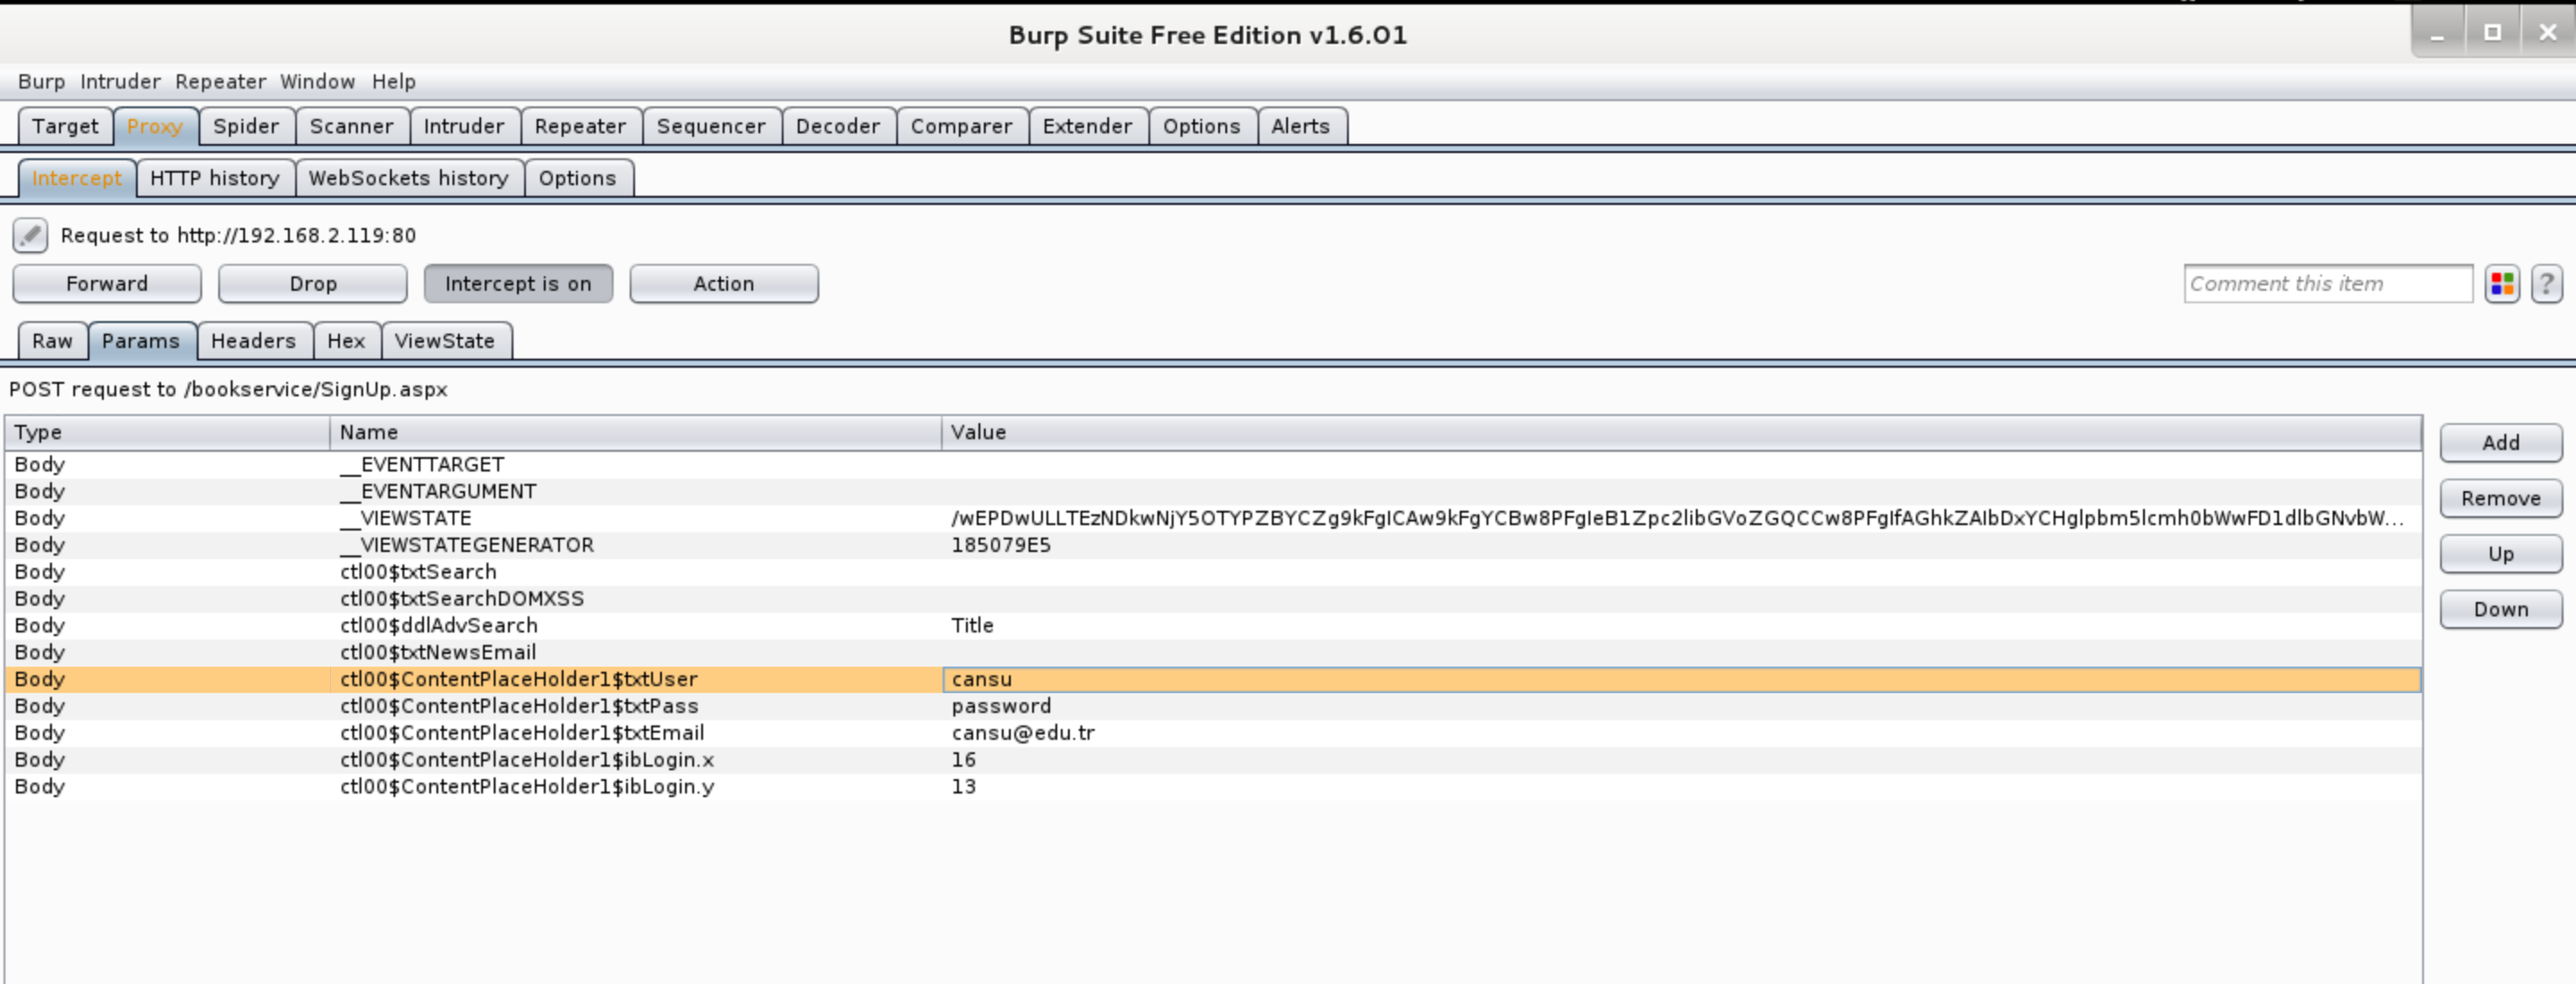 Burp Suite Free Edition v1.6.01
Burp Intruder Repeater Window Help
Target Proxy Spider Scanner Intruder Repeater Sequencer Decoder Comparer Extender Options Alerts
Intercept HTTP history WebSockets history Options
Request to http://192.168.2.119:80
Forward Drop Intercept is on Action Comment this item ?
Raw Params Headers Hex ViewState
POST request to /bookservice/SignUp.aspx
Type Name Value
Add
Body __EVENTTARGET
Body __EVENTARGUMENT
Remove
Body __VIEWSTATE /wEPDwULLTEzNDkwNjY5OTYPZBYCZg9kFgICAw9kFgYCBw8PFgIeB1Zpc2libGVoZGQCCw8PFgIfAGhkZAIbDxYCHglpbm5lcmh0bWwFD1dlbGNvbW...
Body __VIEWSTATEGENERATOR 185079E5
Up
Body ctl00$txtSearch
Body ctl00$txtSearchDOMXSS
Down
Body ctl00$ddlAdvSearch Title
Body ctl00$txtNewsEmail
Body ctl00$ContentPlaceHolder1$txtUser cansu
Body ctl00$ContentPlaceHolder1$txtPass password
Body ctl00$ContentPlaceHolder1$txtEmail cansu@edu.tr
Body ctl00$ContentPlaceHolder1$ibLogin.x 16
Body ctl00$ContentPlaceHolder1$ibLogin.y 13